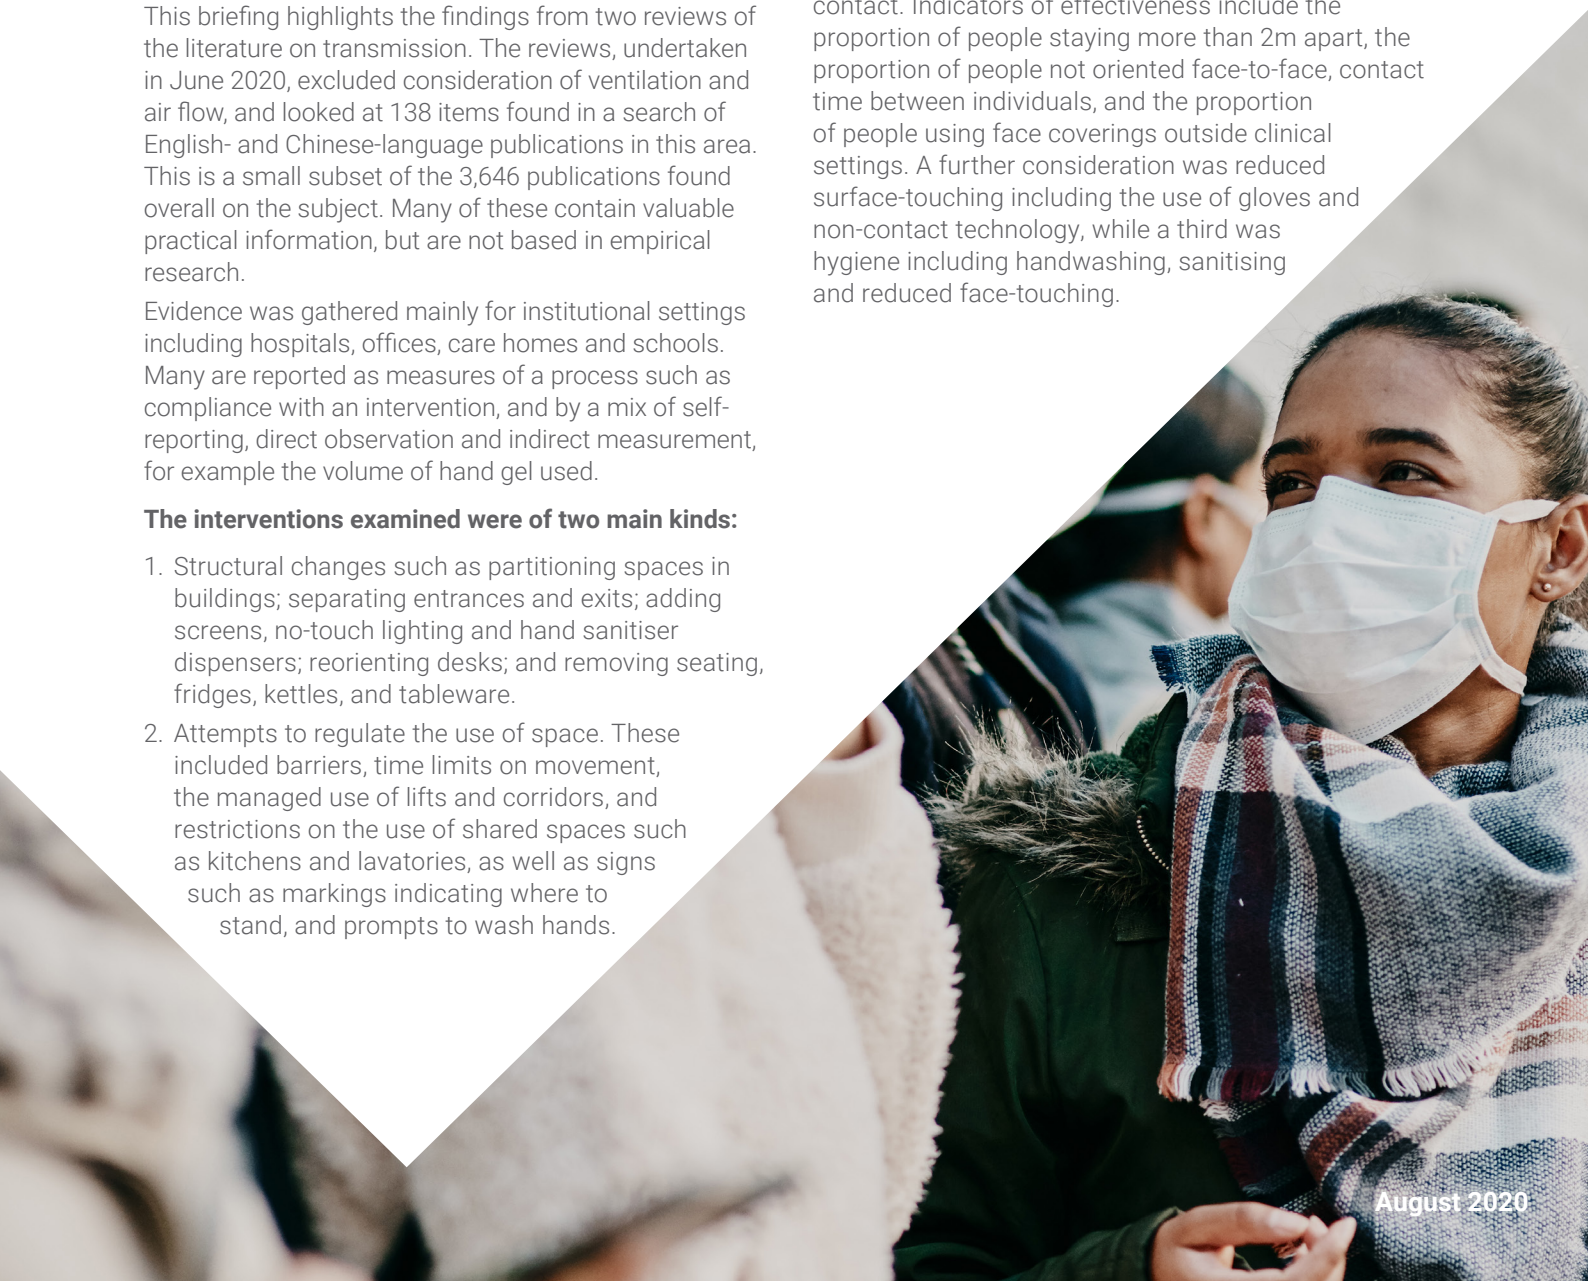 This briefing highlights the findings from two reviews of
the literature on transmission. The reviews, undertaken
in June 2020, excluded consideration of ventilation and
air flow, and looked at 138 items found in a search of
English- and Chinese-language publications in this area.
This is a small subset of the 3,646 publications found
overall on the subject. Many of these contain valuable
practical information, but are not based in empirical
research.
Evidence was gathered mainly for institutional settings
including hospitals, offices, care homes and schools.
Many are reported as measures of a process such as
compliance with an intervention, and by a mix of self-
reporting, direct observation and indirect measurement,
for example the volume of hand gel used.
The interventions examined were of two main kinds:
1. Structural changes such as partitioning spaces in
buildings; separating entrances and exits; adding
screens, no-touch lighting and hand sanitiser
dispensers; reorienting desks; and removing seating,
fridges, kettles, and tableware.
2. Attempts to regulate the use of space. These
included barriers, time limits on movement,
the managed use of lifts and corridors, and
restrictions on the use of shared spaces such
as kitchens and lavatories, as well as signs
such as markings indicating where to
stand, and prompts to wash hands.
contact. Indicators of effectiveness include the
proportion of people staying more than 2m apart, the
proportion of people not oriented face-to-face, contact
time between individuals, and the proportion
of people using face coverings outside clinical
settings. A further consideration was reduced
surface-touching including the use of gloves and
non-contact technology, while a third was
hygiene including handwashing, sanitising
and reduced face-touching.
August 2020